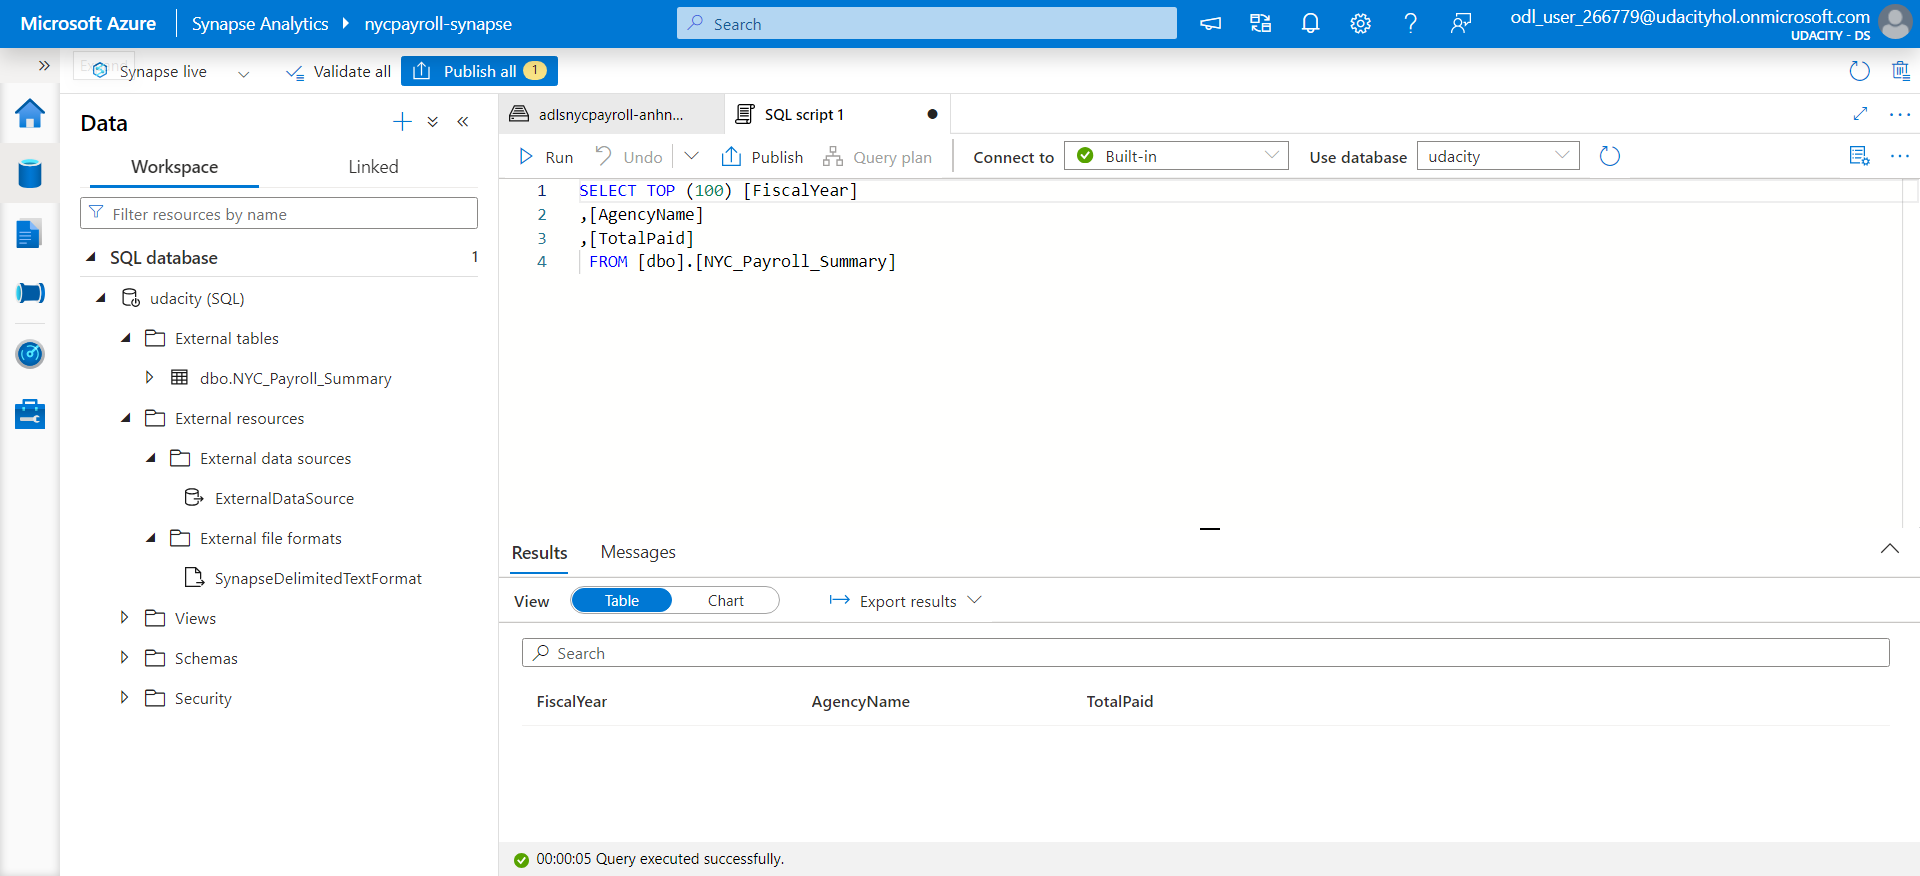 Microsoft Azure
Synapse Analytics
nycpayroll-synapse
Search
odl_user_266779@udacityhol.onmicrosoft.com
UDACITY - DS
Synapse live
Validate all
Publish all 1
Data
Workspace
Linked
Filter resources by name
SQL database 1
udacity (SQL)
External tables
dbo.NYC_Payroll_Summary
External resources
External data sources
ExternalDataSource
External file formats
SynapseDelimitedTextFormat
Views
Schemas
Security
adlsnycpayroll-anhn...
SQL script 1
Run
Undo
Publish
Query plan
Connect to
Built-in
Use database
udacity
1 SELECT TOP (100) [FiscalYear]
2 ,[AgencyName]
3 ,[TotalPaid]
4 FROM [dbo].[NYC_Payroll_Summary]
Results
Messages
View
Table
Chart
Export results
Search
FiscalYear AgencyName TotalPaid
00:00:05 Query executed successfully.